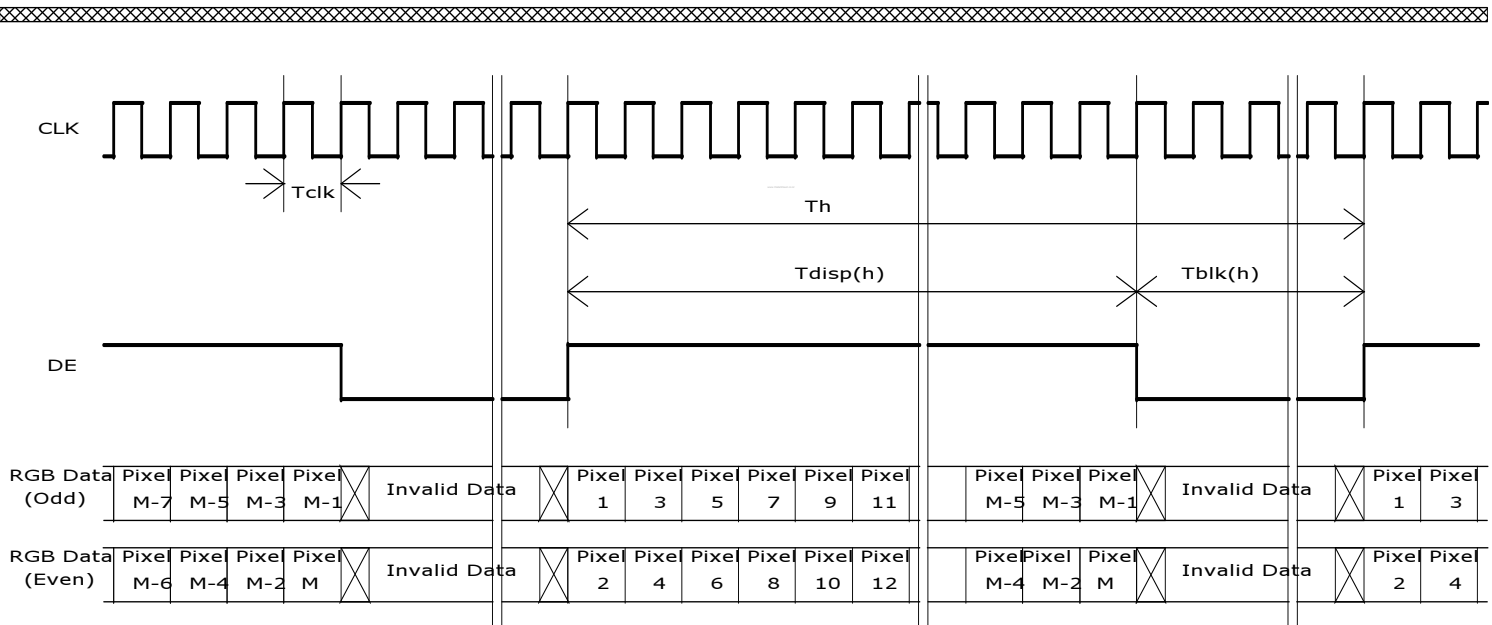 CLK
Tclk
Th
Tdisp(h)
Tblk(h)
DE
RGB Data
(Odd)
Pixel Pixel Pixel Pixel
M-7 M-5 M-3 M-1
Invalid Data
Pixel Pixel Pixel Pixel Pixel Pixel
1 3 5 7 9 11
Pixel Pixel Pixel
M-5 M-3 M-1
Invalid Data
Pixel Pixel
1 3
RGB Data
(Even)
Pixel Pixel Pixel Pixel
M-6 M-4 M-2 M
Invalid Data
Pixel Pixel Pixel Pixel Pixel Pixel
2 4 6 8 10 12
Pixel Pixel Pixel
M-4 M-2 M
Invalid Data
Pixel Pixel
2 4